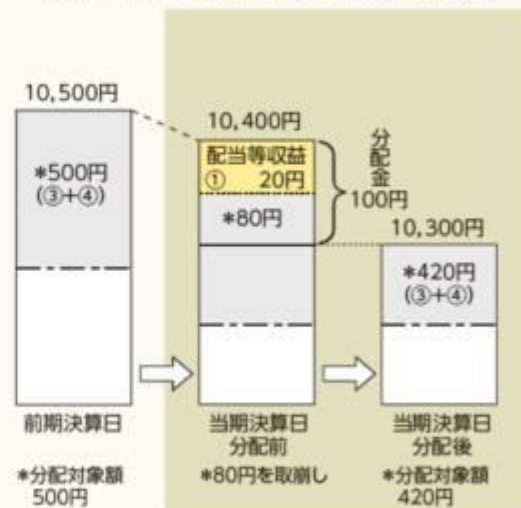 10,500円
*500円
(③+④)
前期決算日
*分配対象額
500円
10,400円
配当等収益
① 20円
*80円
分配金
100円
当期決算日
分配前
*80円を取崩し
10,300円
*420円
(③+④)
当期決算日
分配後
*分配対象額
420円